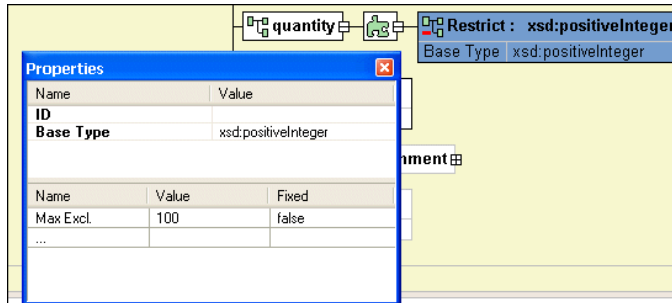 quantity Restrict : xsd:positiveInteger
Base Type xsd:positiveInteger
Properties
Name Value
ID
Base Type xsd:positiveInteger
nment
Name Value Fixed
Max Excl. 100 false
...